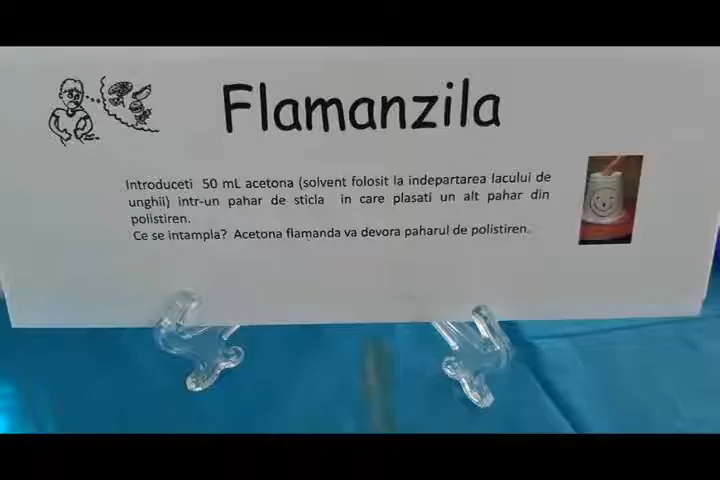 Flamanzila
Introduceti 50 mL acetona (solvent folosit la indepartarea lacului de
unghii) intr-un pahar de sticla in care plasati un alt pahar din
polistiren.
Ce se intampla? Acetona flamanda va devora paharul de polistiren.